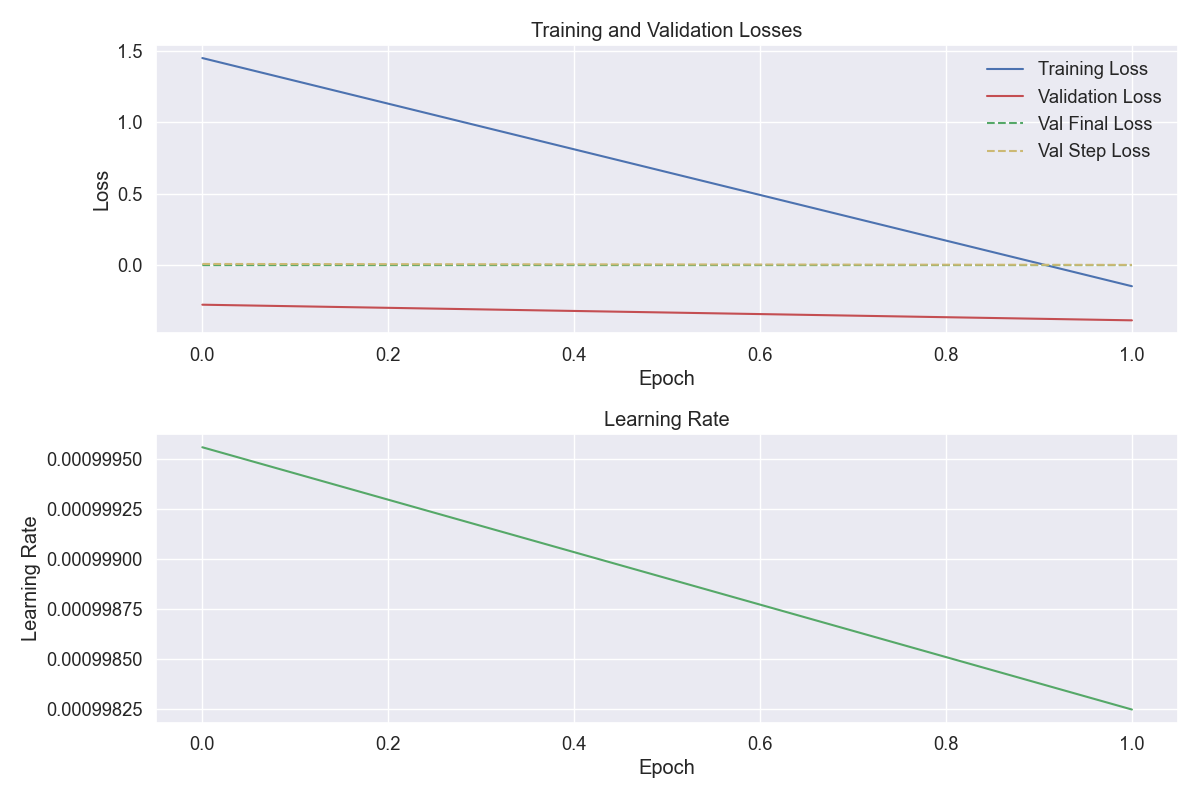 Training and Validation Losses
1.5
1.0
0.5
0.0
Loss
Training Loss
Validation Loss
Val Final Loss
Val Step Loss
0.0 0.2 0.4 0.6 0.8 1.0
Epoch
Learning Rate
0.00099950
0.00099925
0.00099900
0.00099875
0.00099850
0.00099825
Learning Rate
0.0 0.2 0.4 0.6 0.8 1.0
Epoch